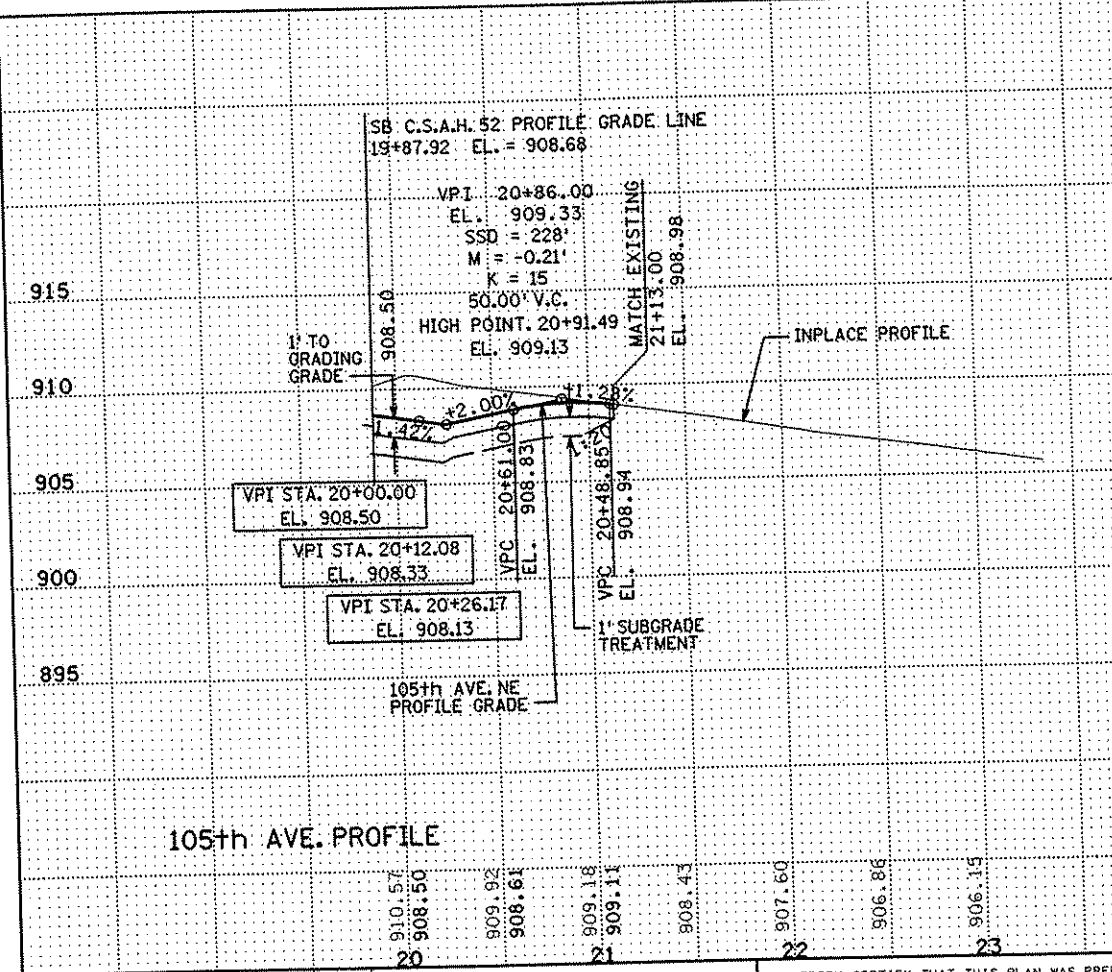 SB C.S.A.H. 52 PROFILE GRADE LINE
19+87.92 EL. = 908.68
VPI 20+86.00
EL. 909.33
SSD = 228'
M = -0.21'
K = 15
50.00' V.C.
HIGH POINT. 20+91.49
EL. 909.13
MATCH EXISTING
21+13.00
EL. 908.98
INPLACE PROFILE
1' TO
GRADING
GRADE
908.50
915
910
905
900
895
1.42%
+2.00%
+1.28%
1:20
VPI STA. 20+00.00
EL. 908.50
VPI STA. 20+12.08
EL. 908.33
VPI STA. 20+26.17
EL. 908.13
VPC 20+61.00
EL. 908.83
VPC 20+48.85
EL. 908.94
1' SUBGRADE
TREATMENT
105th AVE. NE
PROFILE GRADE
105th AVE. PROFILE
910.57
908.50
909.92
908.61
909.18
909.11
908.43
907.60
906.86
906.15
20
21
22
23
CERTIFY THAT THIS PLAN WAS